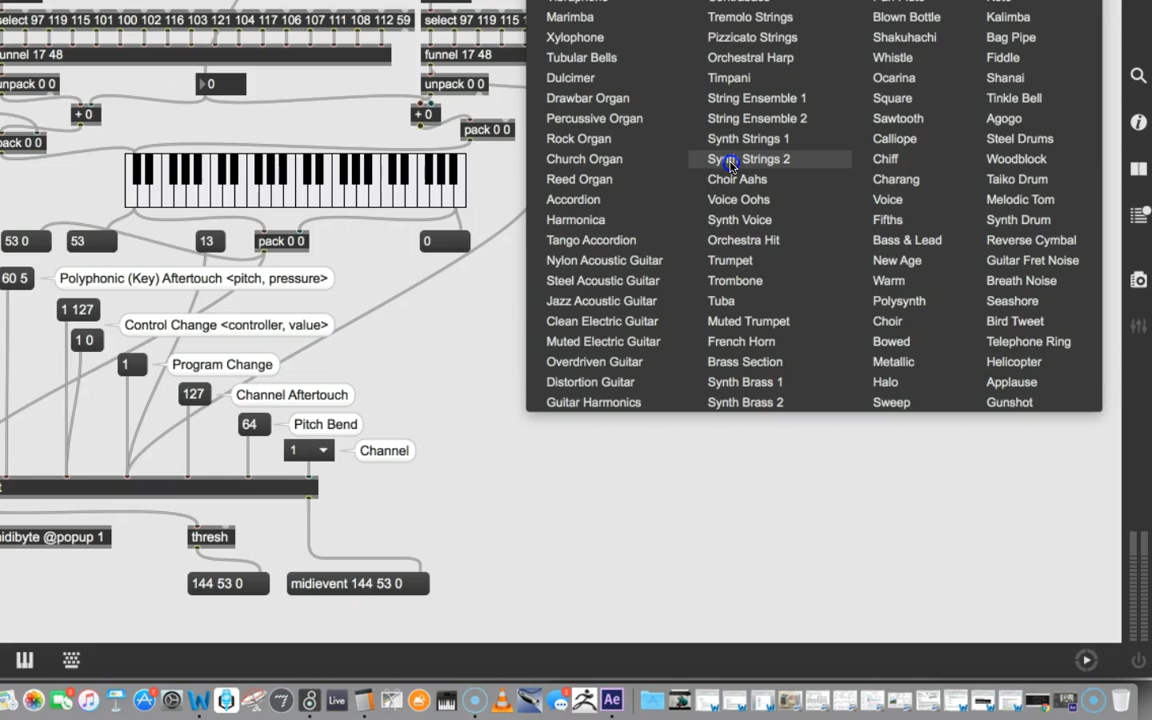 select 97 119 115 101 100 102 116 103 121 104 117 106 107 111 108 112 59
select 97 119 115 1
funnel 17 48
funnel 17 48
unpack 0 0
0
unpack 0 0
+ 0
+ 0
pack 0 0
pack 0 0
53 0
53
13
pack 0 0
0
60 5
Polyphonic (Key) Aftertouch <pitch, pressure>
1 127
Control Change <controller, value>
1 0
1
Program Change
127
Channel Aftertouch
64
Pitch Bend
1
Channel
midibyte @popup 1
thresh
144 53 0
midievent 144 53 0
Marimba
Xylophone
Tubular Bells
Dulcimer
Drawbar Organ
Percussive Organ
Rock Organ
Church Organ
Reed Organ
Accordion
Harmonica
Tango Accordion
Nylon Acoustic Guitar
Steel Acoustic Guitar
Jazz Acoustic Guitar
Clean Electric Guitar
Muted Electric Guitar
Overdriven Guitar
Distortion Guitar
Guitar Harmonics
Tremolo Strings
Pizzicato Strings
Orchestral Harp
Timpani
String Ensemble 1
String Ensemble 2
Synth Strings 1
Synth Strings 2
Choir Aahs
Voice Oohs
Synth Voice
Orchestra Hit
Trumpet
Trombone
Tuba
Muted Trumpet
French Horn
Brass Section
Synth Brass 1
Synth Brass 2
Blown Bottle
Shakuhachi
Whistle
Ocarina
Square
Sawtooth
Calliope
Chiff
Charang
Voice
Fifths
Bass & Lead
New Age
Warm
Polysynth
Choir
Bowed
Metallic
Halo
Sweep
Kalimba
Bag Pipe
Fiddle
Shanai
Tinkle Bell
Agogo
Steel Drums
Woodblock
Taiko Drum
Melodic Tom
Synth Drum
Reverse Cymbal
Guitar Fret Noise
Breath Noise
Seashore
Bird Tweet
Telephone Ring
Helicopter
Applause
Gunshot
Live
Ae